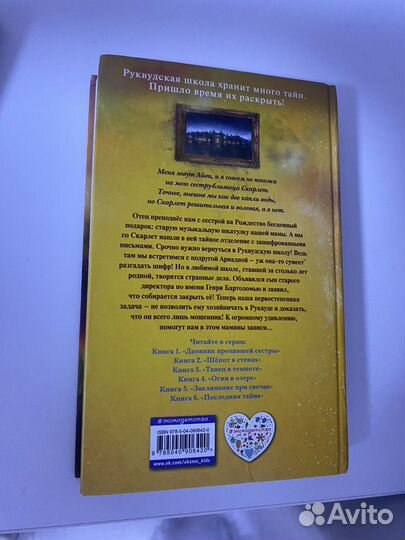 Руквудская школа хранит много тайн.
Пришло время их раскрыть!
Меня зовут Айви, и я совсем не похожа
на мою сестру-близнеца Скарлет.
Точнее, внешне мы как две капли воды,
но Скарлет решительная и волевая, а я нет.
Отец преподнёс нам с сестрой на Рождество бесценный
подарок: старую музыкальную шкатулку нашей мамы. А мы
со Скарлет нашли в ней тайное отделение с зашифрованными
письмами. Срочно нужно вернуться в Руквудскую школу! Ведь
там мы встретимся с подругой Ариадной – уж она-то сумеет
разгадать шифр! Но в любимой школе, ставшей за столько лет
родной, творятся странные дела. Объявился сын старого
директора по имени Генри Бартоломью и заявил,
что собирается закрыть её! Теперь наша первостепенная
задача – не позволить ему хозяйничать в Руквуде и доказать,
что он всего лишь мошенник! К огромному удивлению,
помогут нам в этом мамины записи...
Читайте в серии:
Книга 1. «Дневник пропавшей сестры»
Книга 2. «Шёпот в стенах»
Книга 3. «Танец в темноте»
Книга 4. «Огни в озере»
Книга 5. «Заклинание при свечах»
Книга 6. «Последняя тайна»
#эксмодетство
ISBN 978-5-04-090642-0
9 785040 906420 >
www.vk.com/eksmo_kids
#эксмодетство
Avito